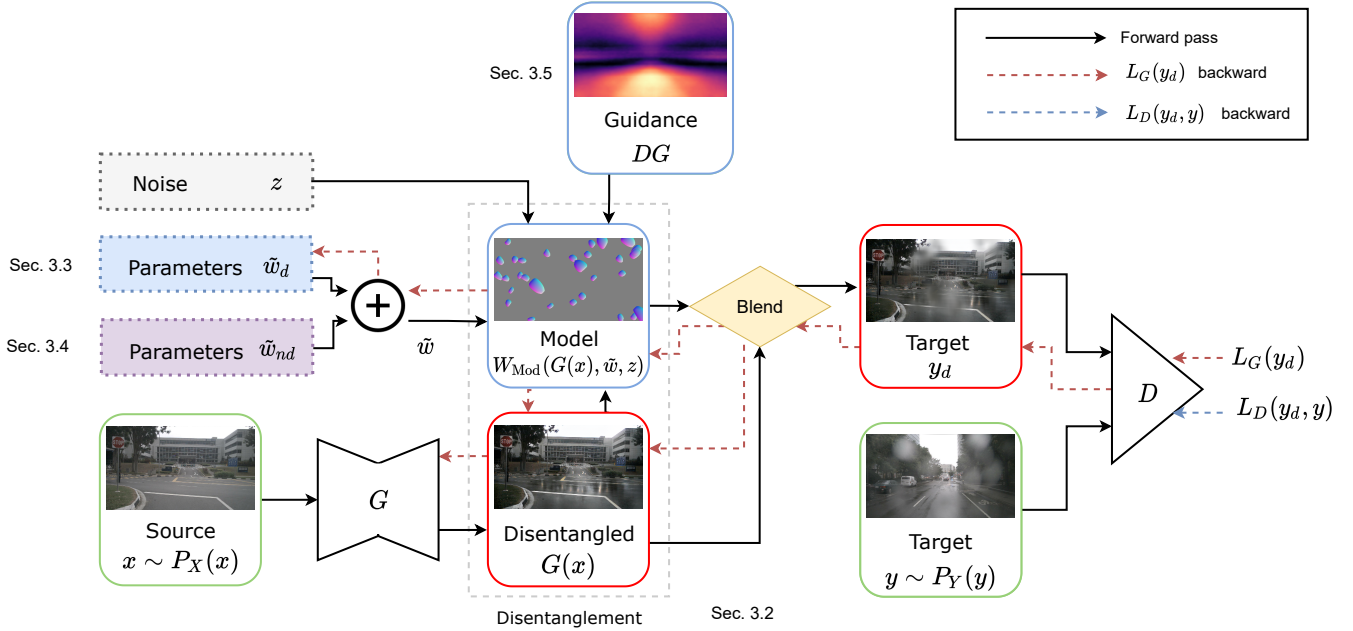 Sec. 3.5
Guidance
DG
Forward pass
L_G(y_d) backward
L_D(y_d, y) backward
Noise z
Sec. 3.3
Parameters w̃_d
Sec. 3.4
Parameters w̃_nd
+
w̃
Model
W_Mod(G(x), w̃, z)
Blend
Target
y_d
D
L_G(y_d)
L_D(y_d, y)
Source
x ∼ P_X(x)
G
Disentangled
G(x)
Target
y ∼ P_Y(y)
Disentanglement
Sec. 3.2